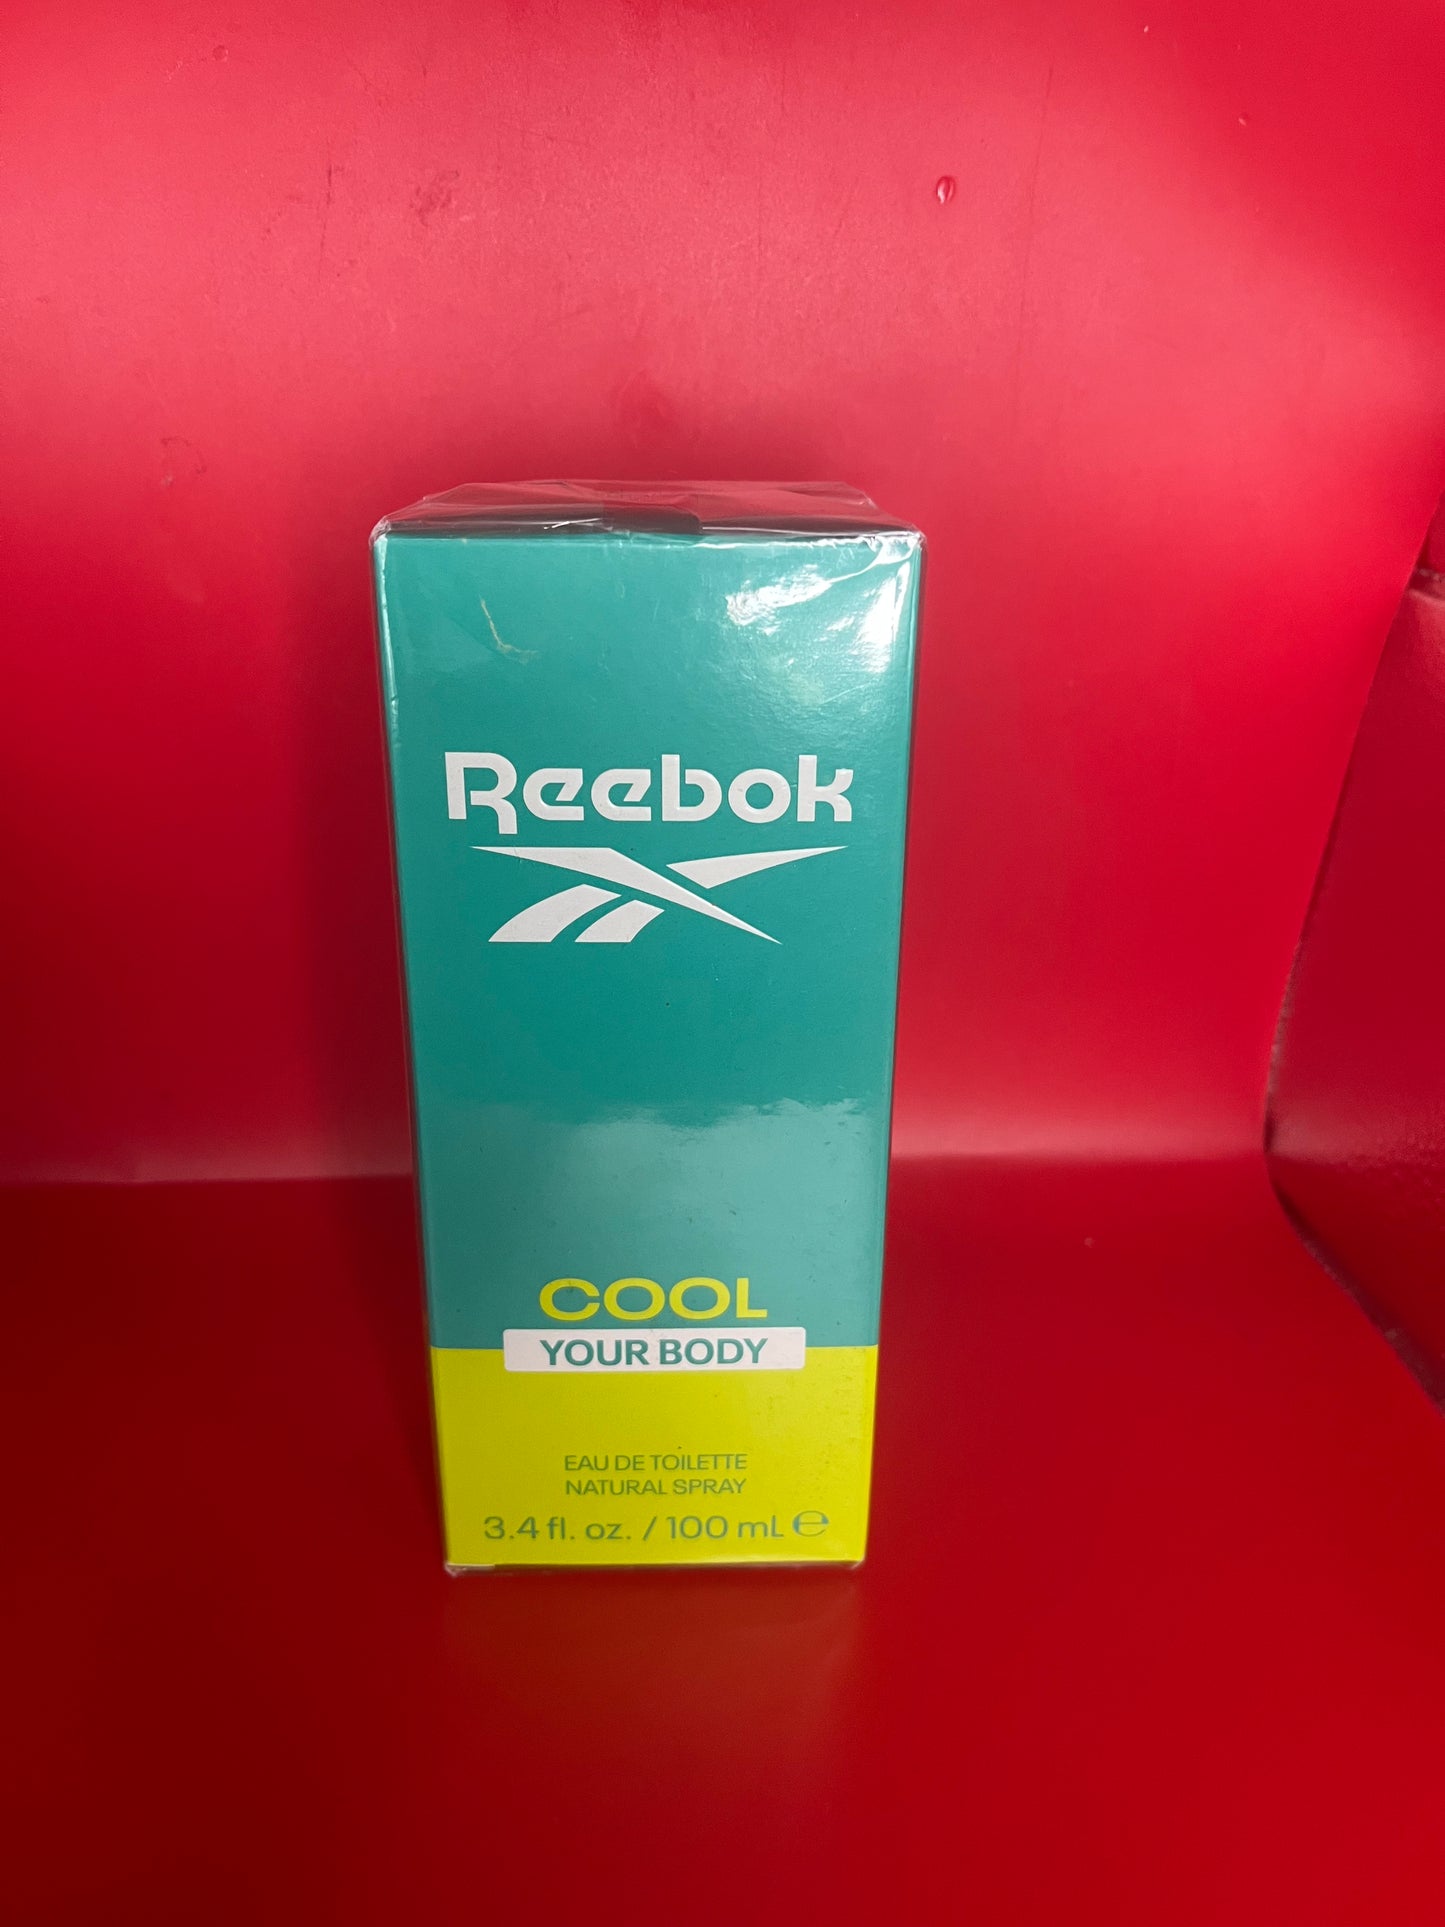 Reebok
COOL
YOUR BODY
EAU DE TOILETTE
NATURAL SPRAY
3.4 fl. oz. / 100 mL ℮